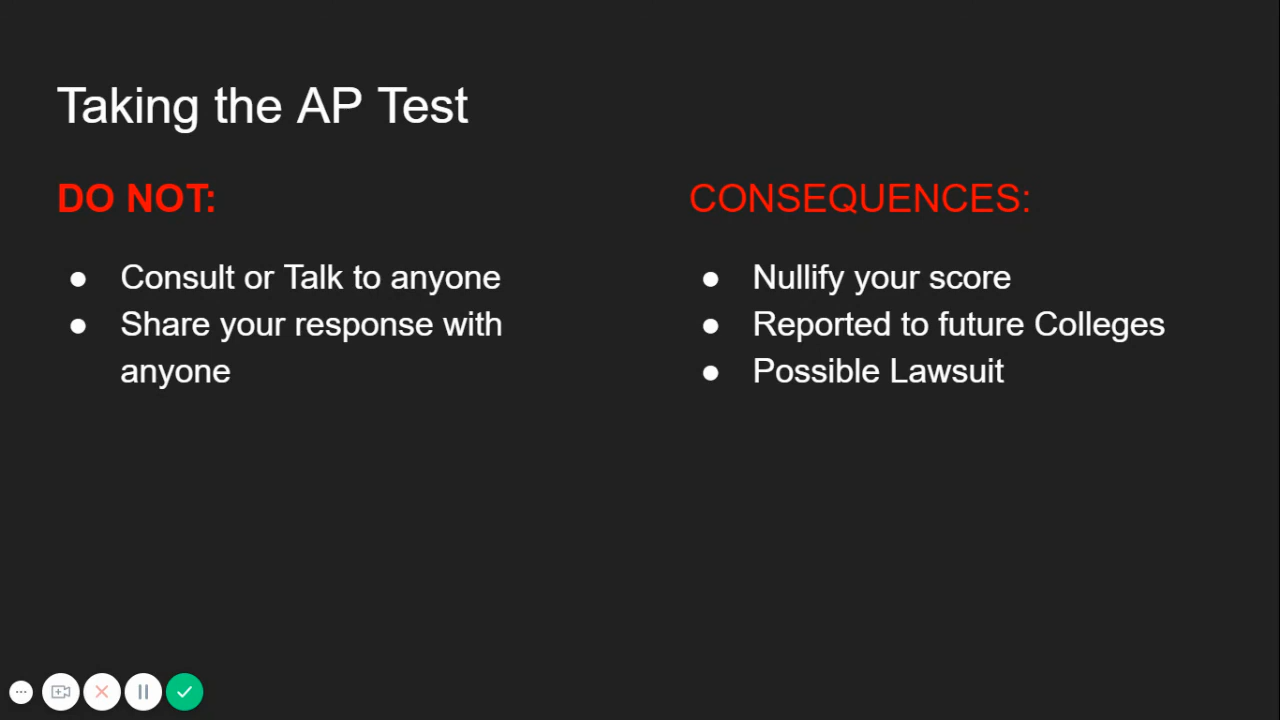 Taking the AP Test
DO NOT:
● Consult or Talk to anyone
● Share your response with
anyone
CONSEQUENCES:
● Nullify your score
● Reported to future Colleges
● Possible Lawsuit